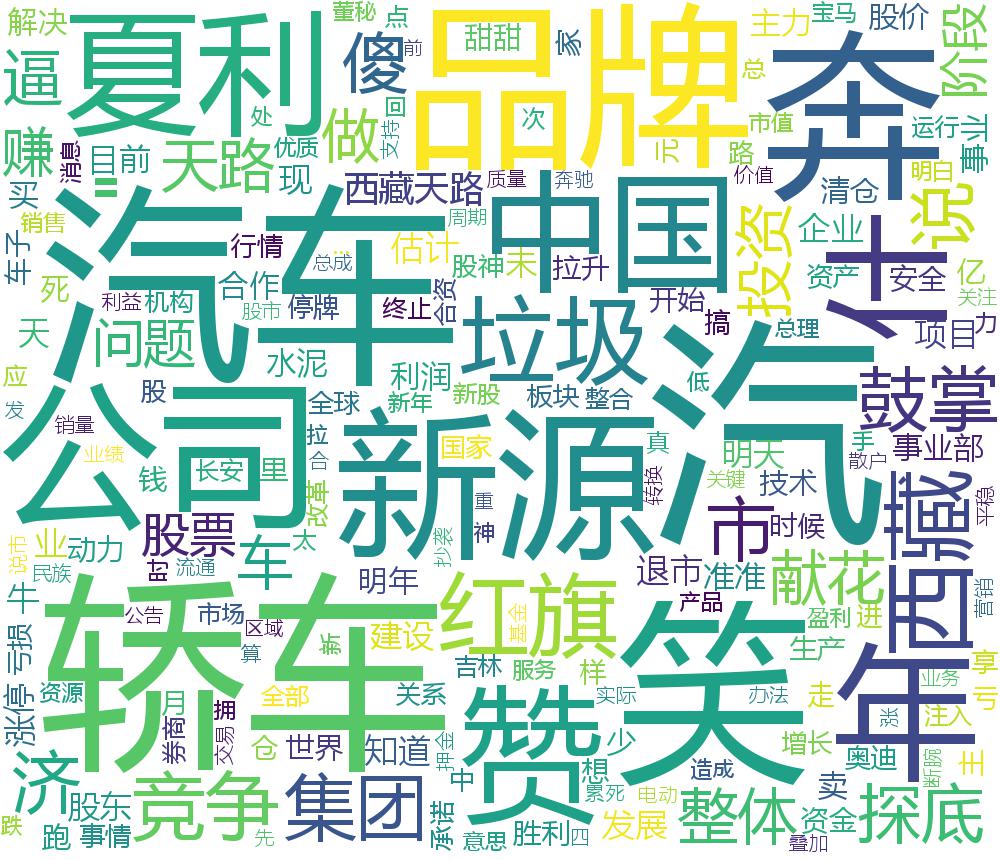 解决
夏利
傻
董秘
点
前
甜甜
品牌
家
主力
宝马
股价
阶段
逼
赚
目前
处
天路
优质
做
回
支持
次
总
市值
元
路
奔
运行
事业
消息
二
现
西藏天路
质量
奔驰
价值
清仓
明白
买
销售
车子
汽车
行情
总成
周期
估计
中国
股神
未
拉升
投资
企业
说
什
资产
安全
亿
关注
力
死
利益
机构
合作
股市
停牌
终止
合资
开始
搞
总理
项目
天
问题
水泥
利润
垃圾
汽
低
鼓掌
应
发
公司
股
全球
新年
新股
板块
整合
事业部
销量
业绩
钱
长安
里
拉
合
新源
国家
真
转换
关键
明天
技术
手
散户
西藏
平稳
股票
改革
太
重
神
抄袭
市
时候
说市
业
动力
封
流通
车
明年
退市
准准
献花
民族
牛
轿车
公告
市场
区域
算
新
建设
红旗
基金
产品
笑
盈利
进
生产
营销
年
业务
享
亏
亏损
涨停
资源
月
券商
拥
交易
全部
仓
关系
世界
知道
吉林
服务
样
实际
办法
走
涨
注入
断腕
主
押金
中
赞
少
想
累死
造成
增长
奥迪
卖
济
股东
跌
跑
事情
竞争
先
集团
承诺
意思
胜利
四
发展
电动
整体
资金
叠加
探底